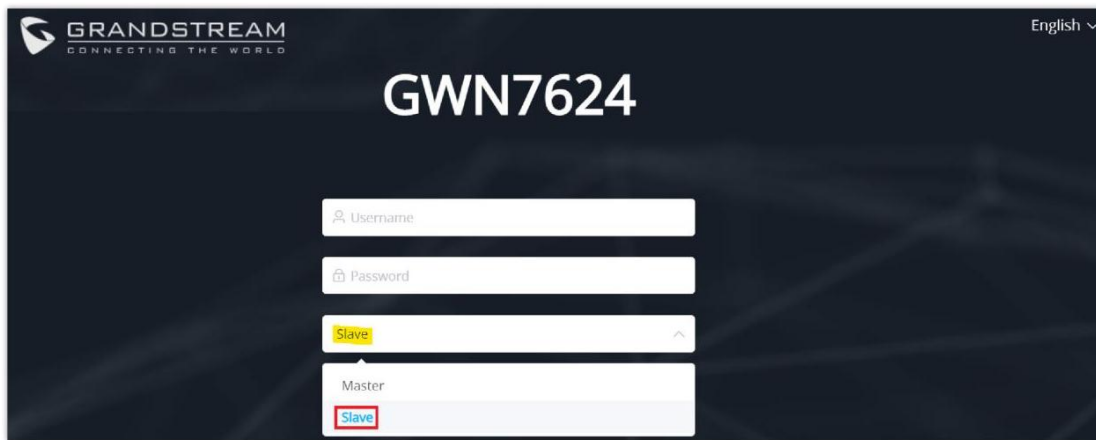 GRANDSTREAM
CONNECTING THE WORLD
English
GWN7624
Username
Password
Slave
Master
Slave